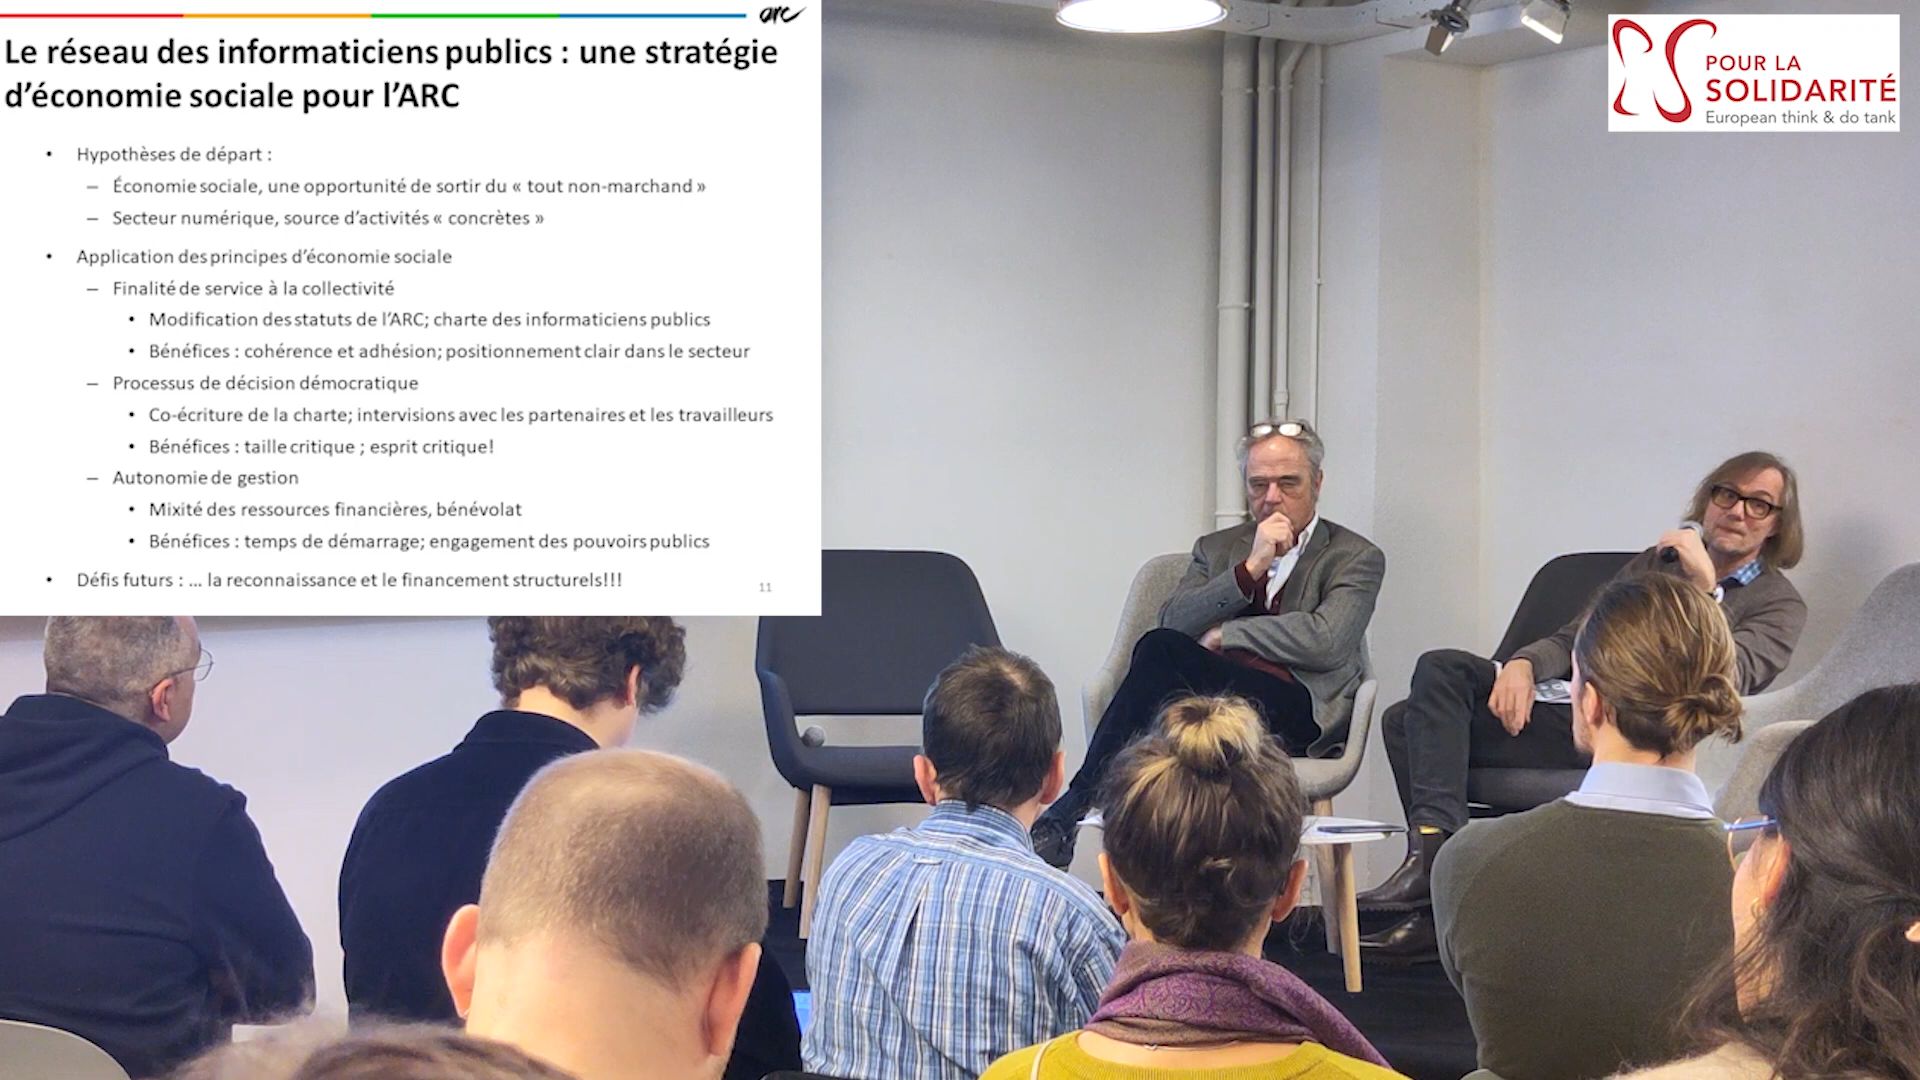 arc
Le réseau des informaticiens publics : une stratégie
d’économie sociale pour l’ARC
• Hypothèses de départ :
– Économie sociale, une opportunité de sortir du « tout non-marchand »
– Secteur numérique, source d’activités « concrètes »
• Application des principes d’économie sociale
– Finalité de service à la collectivité
• Modification des statuts de l’ARC; charte des informaticiens publics
• Bénéfices : cohérence et adhésion; positionnement clair dans le secteur
– Processus de décision démocratique
• Co-écriture de la charte; intervisions avec les partenaires et les travailleurs
• Bénéfices : taille critique ; esprit critique!
– Autonomie de gestion
• Mixité des ressources financières, bénévolat
• Bénéfices : temps de démarrage; engagement des pouvoirs publics
• Défis futurs : ... la reconnaissance et le financement structurels!!!
11
POUR LA
SOLIDARITÉ
European think & do tank